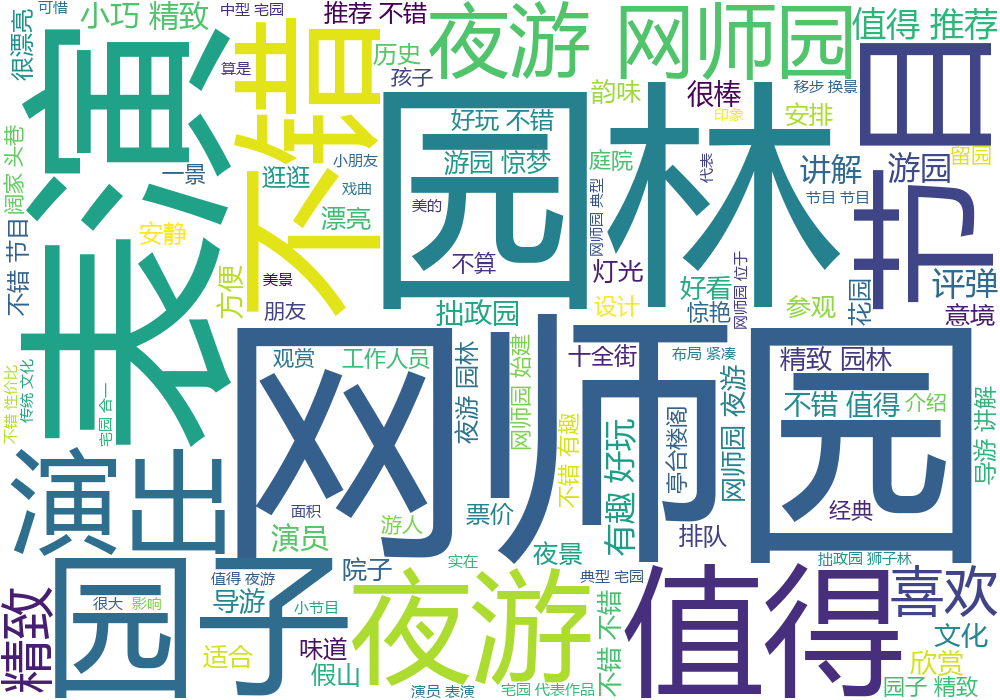 可惜
小巧 精致
中型 宅园
推荐 不错
夜游 网师园
值得 推荐
很漂亮
表演
不错
历史
算是
孩子
园林
韵味
很棒
移步 换景
节目
印象
安排
好玩 不错
游园 惊梦
庭院
代表
讲解
游园
留园
阔家头巷
一景
逛逛
小朋友
戏曲
美的
网师园 典型
节目 节目
不错 节目
安静
漂亮
不算
灯光
网师园 位于
好看
评弹
方便
美景
朋友
拙政园
设计
惊艳
参观
花园
意境
不错 性价比
传统 文化
宅园 合一
观赏
工作人员
夜游 园林
网师园 始建
十全街
布局 紧凑
精致 园林
不错 值得
介绍
网师园
不错 有趣
有趣 好玩
亭台楼阁
网师园 夜游
导游 讲解
演出
面积
游人
票价
经典
演员
排队
夜景
实在
院子
典型 宅园
拙政园 狮子林
园子
值得 夜游
导游
小节目
夜游
不错 不错
值得
喜欢
精致
很大
影响
适合
味道
假山
文化
欣赏
园子 精致
演员 表演
宅园 代表作品